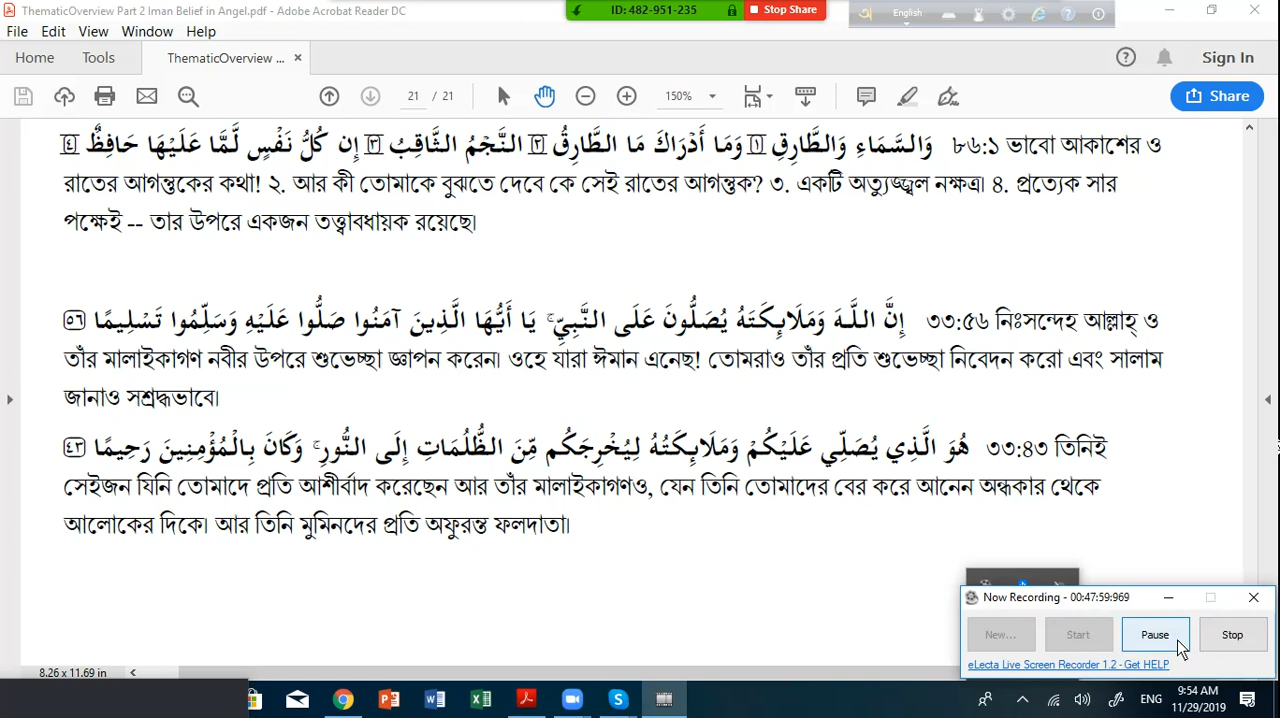 ThematicOverview Part 2 Iman Belief in Angel.pdf - Adobe Acrobat Reader DC
ID: 482-951-235
Stop Share
English
File Edit View Window Help
Home Tools ThematicOverview ... ×
Sign In
21 / 21
150%
Share
وَالسَّمَاءِ وَالطَّارِقِ ﴿١﴾ وَمَا أَدْرَاكَ مَا الطَّارِقُ ﴿٢﴾ النَّجْمُ الثَّاقِبُ ﴿٣﴾ إِن كُلُّ نَفْسٍ لَّمَّا عَلَيْهَا حَافِظٌ ﴿٤﴾ ৮৬:১ ভাবো আকাশের ও
রাতের আগন্তুকের কথা! ২. আর কী তোমাকে বুঝতে দেবে কে সেই রাতের আগন্তুক? ৩. একটি অত্যুজ্জ্বল নক্ষত্র। ৪. প্রত্যেক সার
পক্ষেই -- তার উপরে একজন তত্ত্বাবধায়ক রয়েছে।
إِنَّ اللَّـهَ وَمَلَائِكَتَهُ يُصَلُّونَ عَلَى النَّبِيِّ ۚ يَا أَيُّهَا الَّذِينَ آمَنُوا صَلُّوا عَلَيْهِ وَسَلِّمُوا تَسْلِيمًا ﴿٥٦﴾ ৩৩:৫৬ নিঃসন্দেহ আল্লাহ্ ও
তাঁর মালাইকাগণ নবীর উপরে শুভেচ্ছা জ্ঞাপন করেন। ওহে যারা ঈমান এনেছ! তোমরাও তাঁর প্রতি শুভেচ্ছা নিবেদন করো এবং সালাম
জানাও সশ্রদ্ধভাবে।
هُوَ الَّذِي يُصَلِّي عَلَيْكُمْ وَمَلَائِكَتُهُ لِيُخْرِجَكُم مِّنَ الظُّلُمَاتِ إِلَى النُّورِ ۚ وَكَانَ بِالْمُؤْمِنِينَ رَحِيمًا ﴿٤٣﴾ ৩৩:৪৩ তিনিই
সেইজন যিনি তোমাদে প্রতি আশীর্বাদ করেছেন আর তাঁর মালাইকাগণও, যেন তিনি তোমাদের বের করে আনেন অন্ধকার থেকে
আলোকের দিকে। আর তিনি মুমিনদের প্রতি অফুরন্ত ফলদাতা।
Now Recording - 00:47:59:969
New... Start Pause Stop
eLecta Live Screen Recorder 1.2 - Get HELP
8.26 x 11.69 in
ENG
9:54 AM
11/29/2019